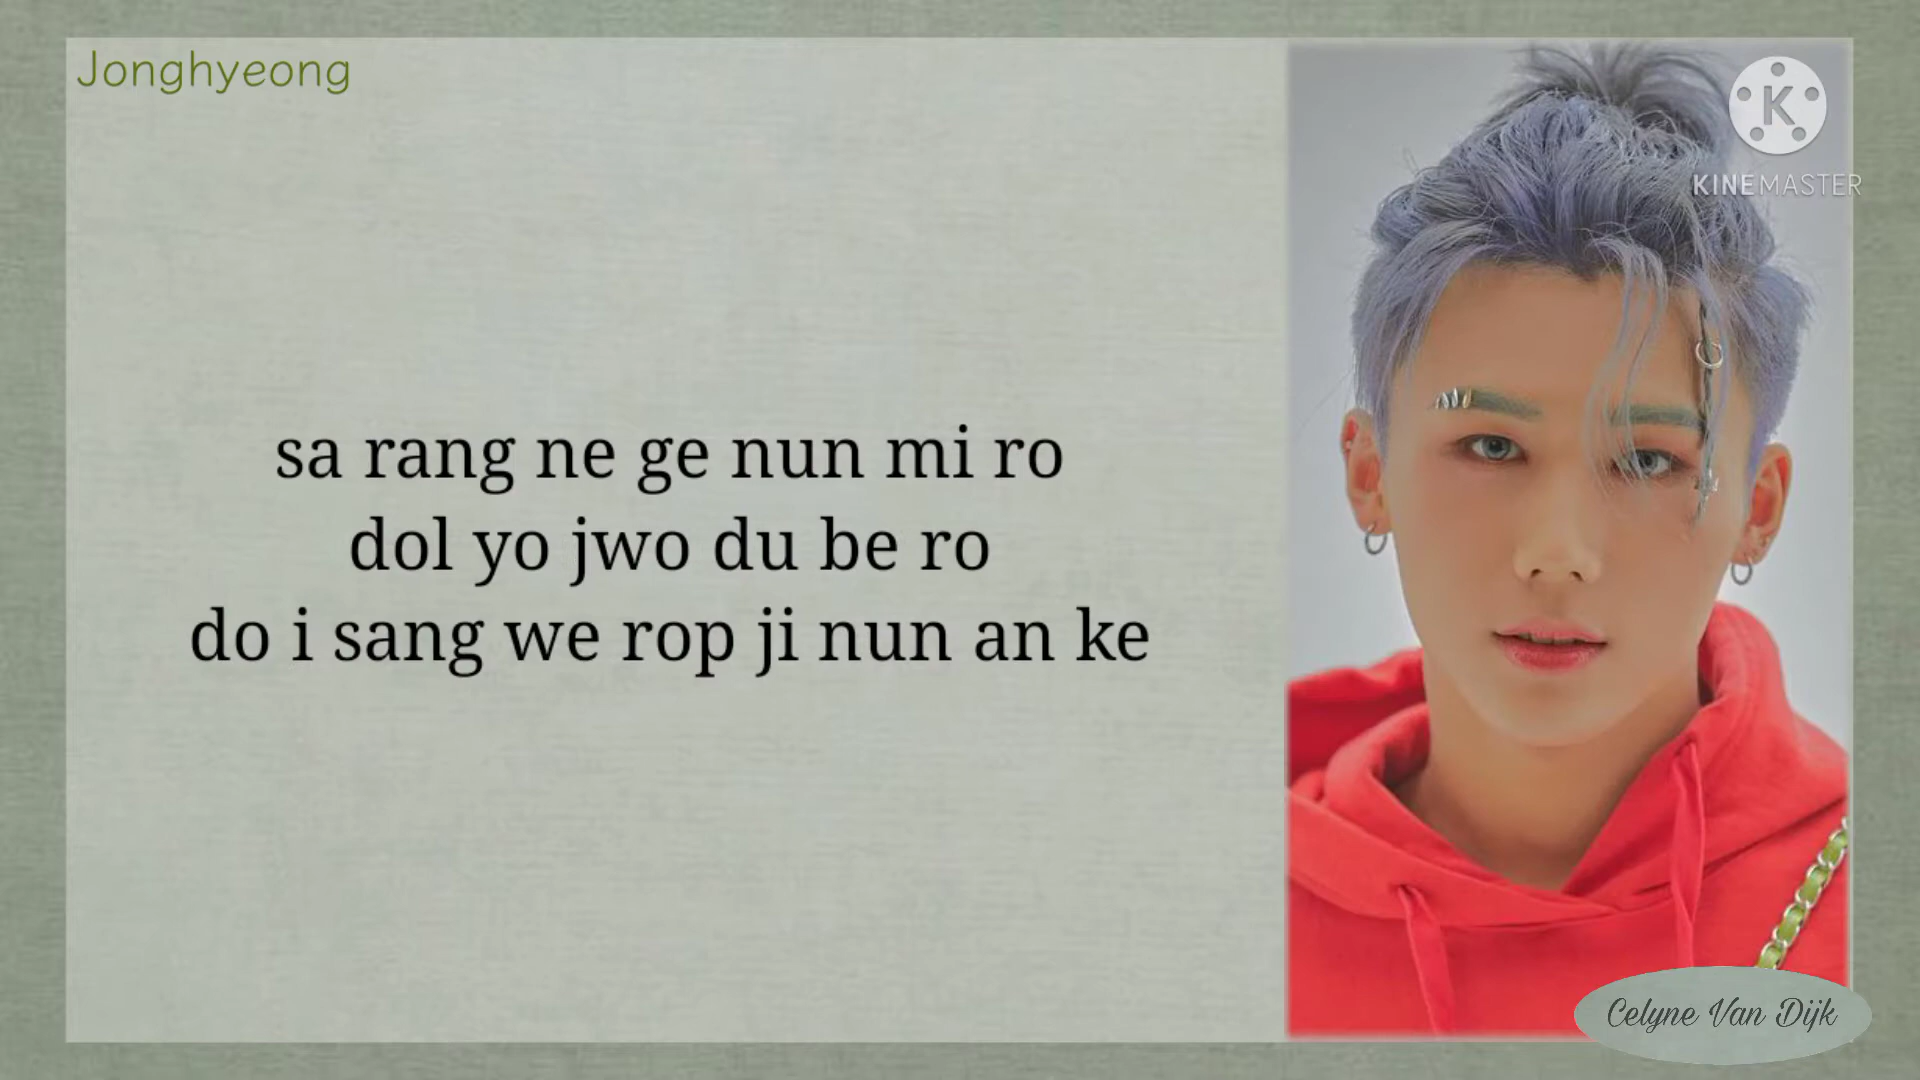 Jonghyeong
K
KINEMASTER
sa rang ne ge nun mi ro
dol yo jwo du be ro
do i sang we rop ji nun an ke
Celyne Van Dijk